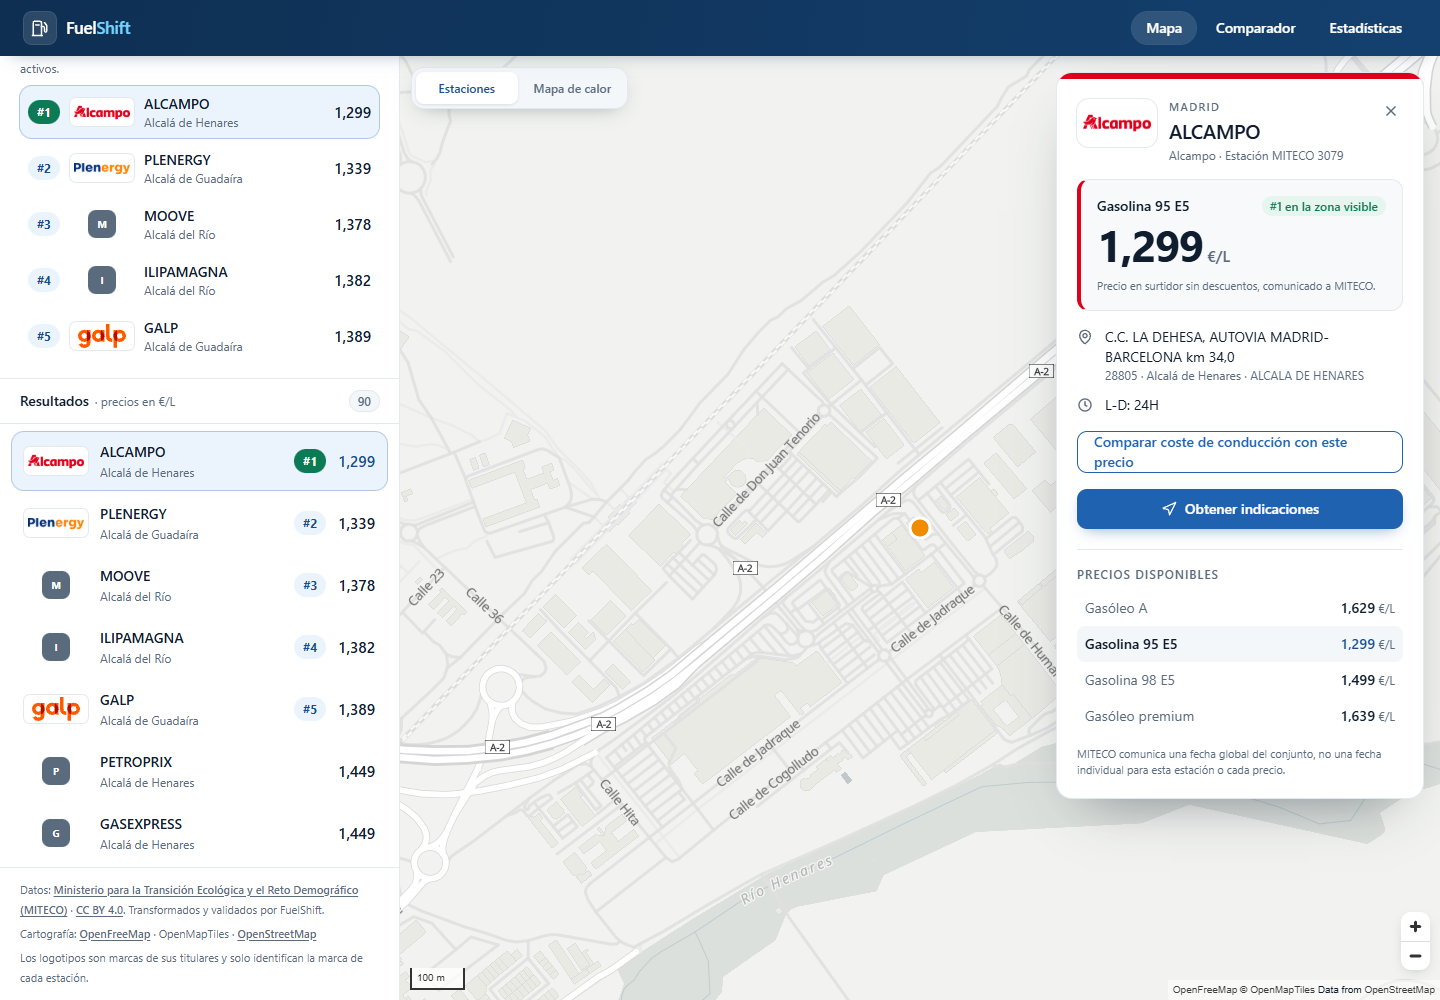 FuelShift
Mapa
Comparador
Estadísticas
activos.
#1
Alcampo
ALCAMPO
Alcalá de Henares
1,299
#2
Plenergy
PLENERGY
Alcalá de Guadaíra
1,339
#3
M
MOOVE
Alcalá del Río
1,378
#4
I
ILIPAMAGNA
Alcalá del Río
1,382
#5
galp
GALP
Alcalá de Guadaíra
1,389
Resultados · precios en €/L
90
Alcampo
ALCAMPO
Alcalá de Henares
#1
1,299
Plenergy
PLENERGY
Alcalá de Guadaíra
#2
1,339
M
MOOVE
Alcalá del Río
#3
1,378
I
ILIPAMAGNA
Alcalá del Río
#4
1,382
galp
GALP
Alcalá de Guadaíra
#5
1,389
P
PETROPRIX
Alcalá de Henares
1,449
G
GASEXPRESS
Alcalá de Henares
1,449
Datos: Ministerio para la Transición Ecológica y el Reto Demográfico
(MITECO) · CC BY 4.0. Transformados y validados por FuelShift.
Cartografía: OpenFreeMap · OpenMapTiles · OpenStreetMap
Los logotipos son marcas de sus titulares y solo identifican la marca de
cada estación.
Estaciones
Mapa de calor
A-2
Calle de Don Juan Tenorio
A-2
A-2
Calle 23
Calle 36
Calle de Jadraque
Calle de Huma
A-2
A-2
Calle de Jadraque
Calle de Cogolludo
Calle Hita
Río Henares
100 m
Alcampo
MADRID
ALCAMPO
Alcampo · Estación MITECO 3079
Gasolina 95 E5
#1 en la zona visible
1,299 €/L
Precio en surtidor sin descuentos, comunicado a MITECO.
C.C. LA DEHESA, AUTOVIA MADRID-
BARCELONA km 34,0
28805 · Alcalá de Henares · ALCALA DE HENARES
L-D: 24H
Comparar coste de conducción con este
precio
Obtener indicaciones
PRECIOS DISPONIBLES
Gasóleo A
1,629 €/L
Gasolina 95 E5
1,299 €/L
Gasolina 98 E5
1,499 €/L
Gasóleo premium
1,639 €/L
MITECO comunica una fecha global del conjunto, no una fecha
individual para esta estación o cada precio.
OpenFreeMap © OpenMapTiles Data from OpenStreetMap